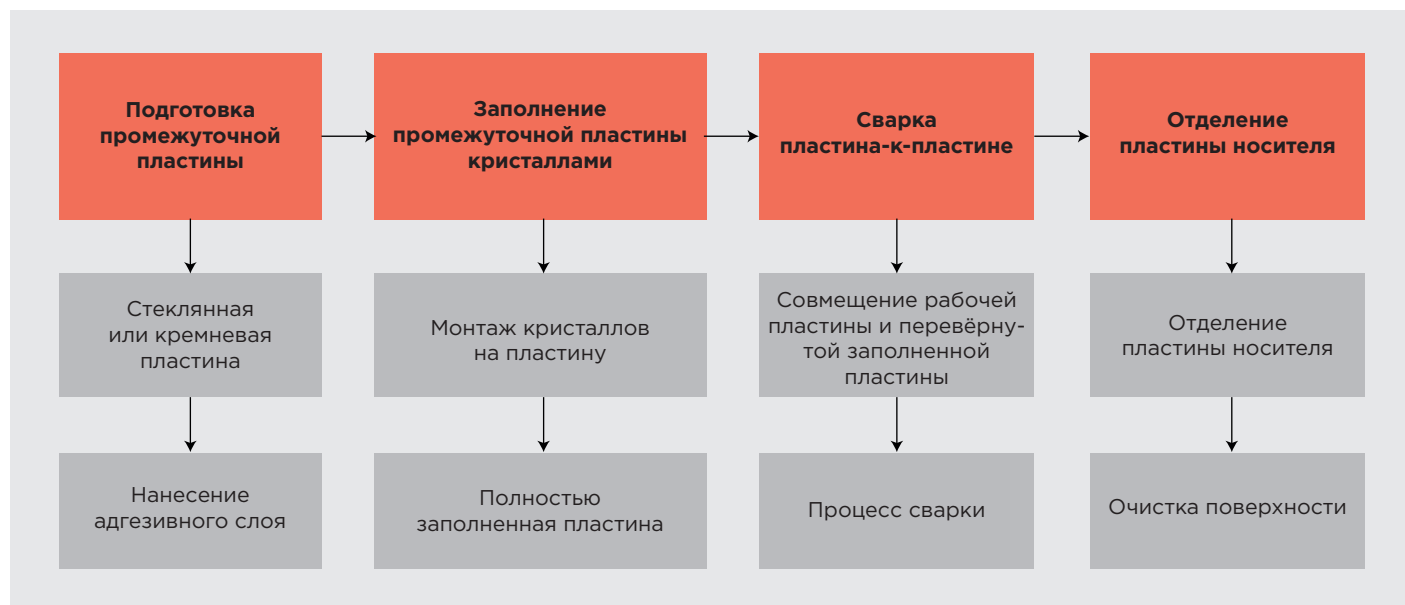 Подготовка
промежуточной
пластины
Заполнение
промежуточной пластины
кристаллами
Сварка
пластина-к-пластине
Отделение
пластины носителя
Стеклянная
или кремневая
пластина
Монтаж кристаллов
на пластину
Совмещение рабочей
пластины и перевёрну-
той заполненной
пластины
Отделение
пластины носителя
Нанесение
адгезивного слоя
Полностью
заполненная пластина
Процесс сварки
Очистка поверхности